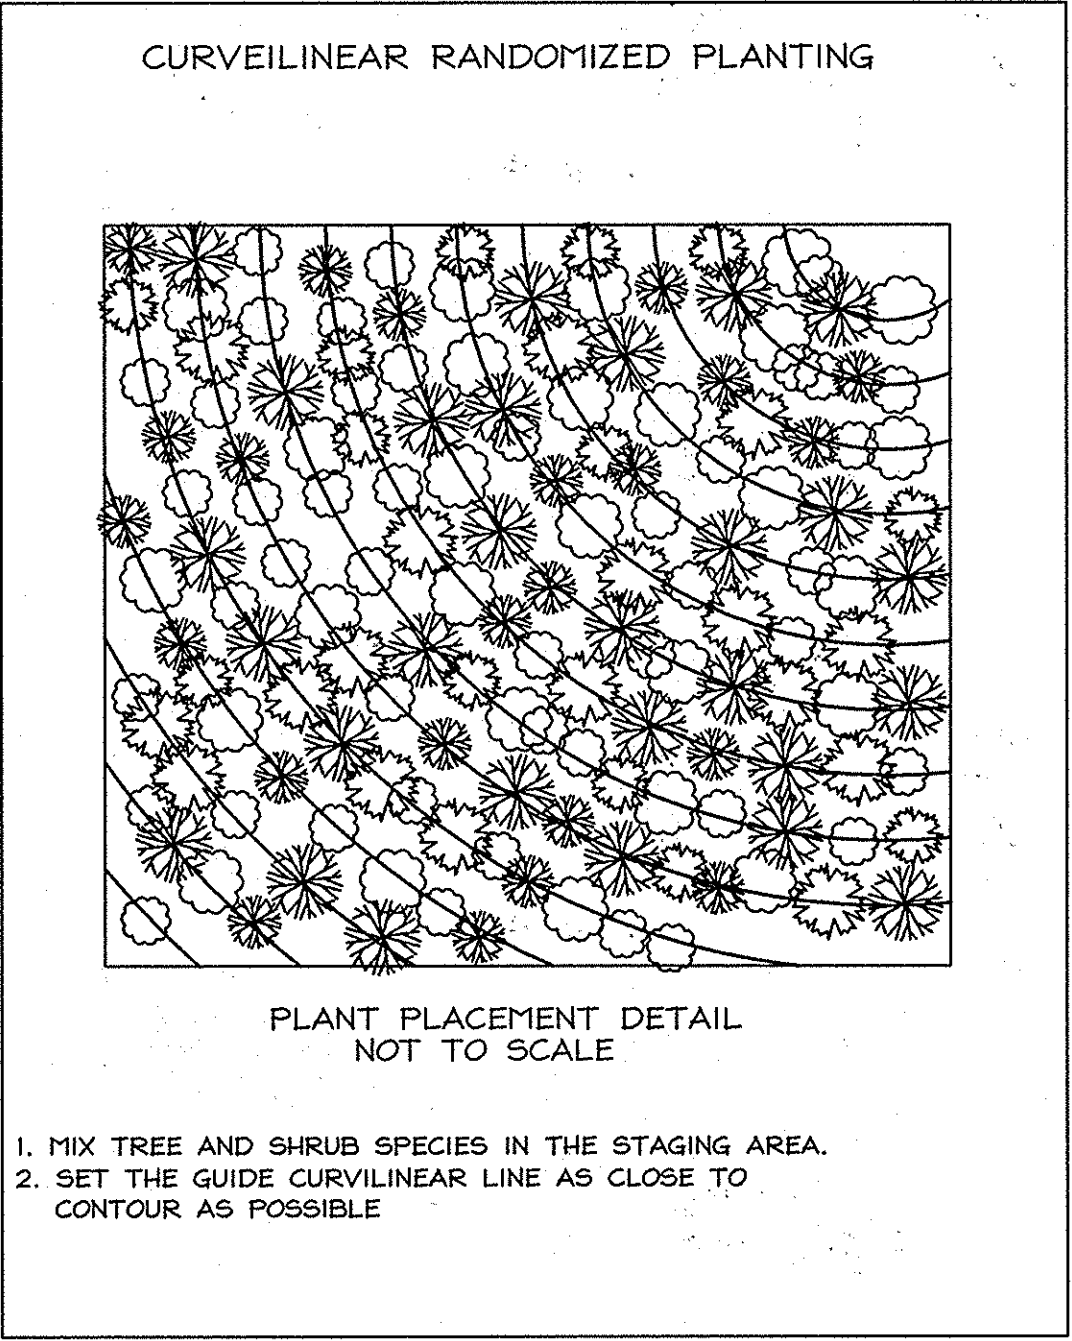 CURVEILINEAR RANDOMIZED PLANTING
PLANT PLACEMENT DETAIL
NOT TO SCALE
1. MIX TREE AND SHRUB SPECIES IN THE STAGING AREA.
2. SET THE GUIDE CURVILINEAR LINE AS CLOSE TO
CONTOUR AS POSSIBLE